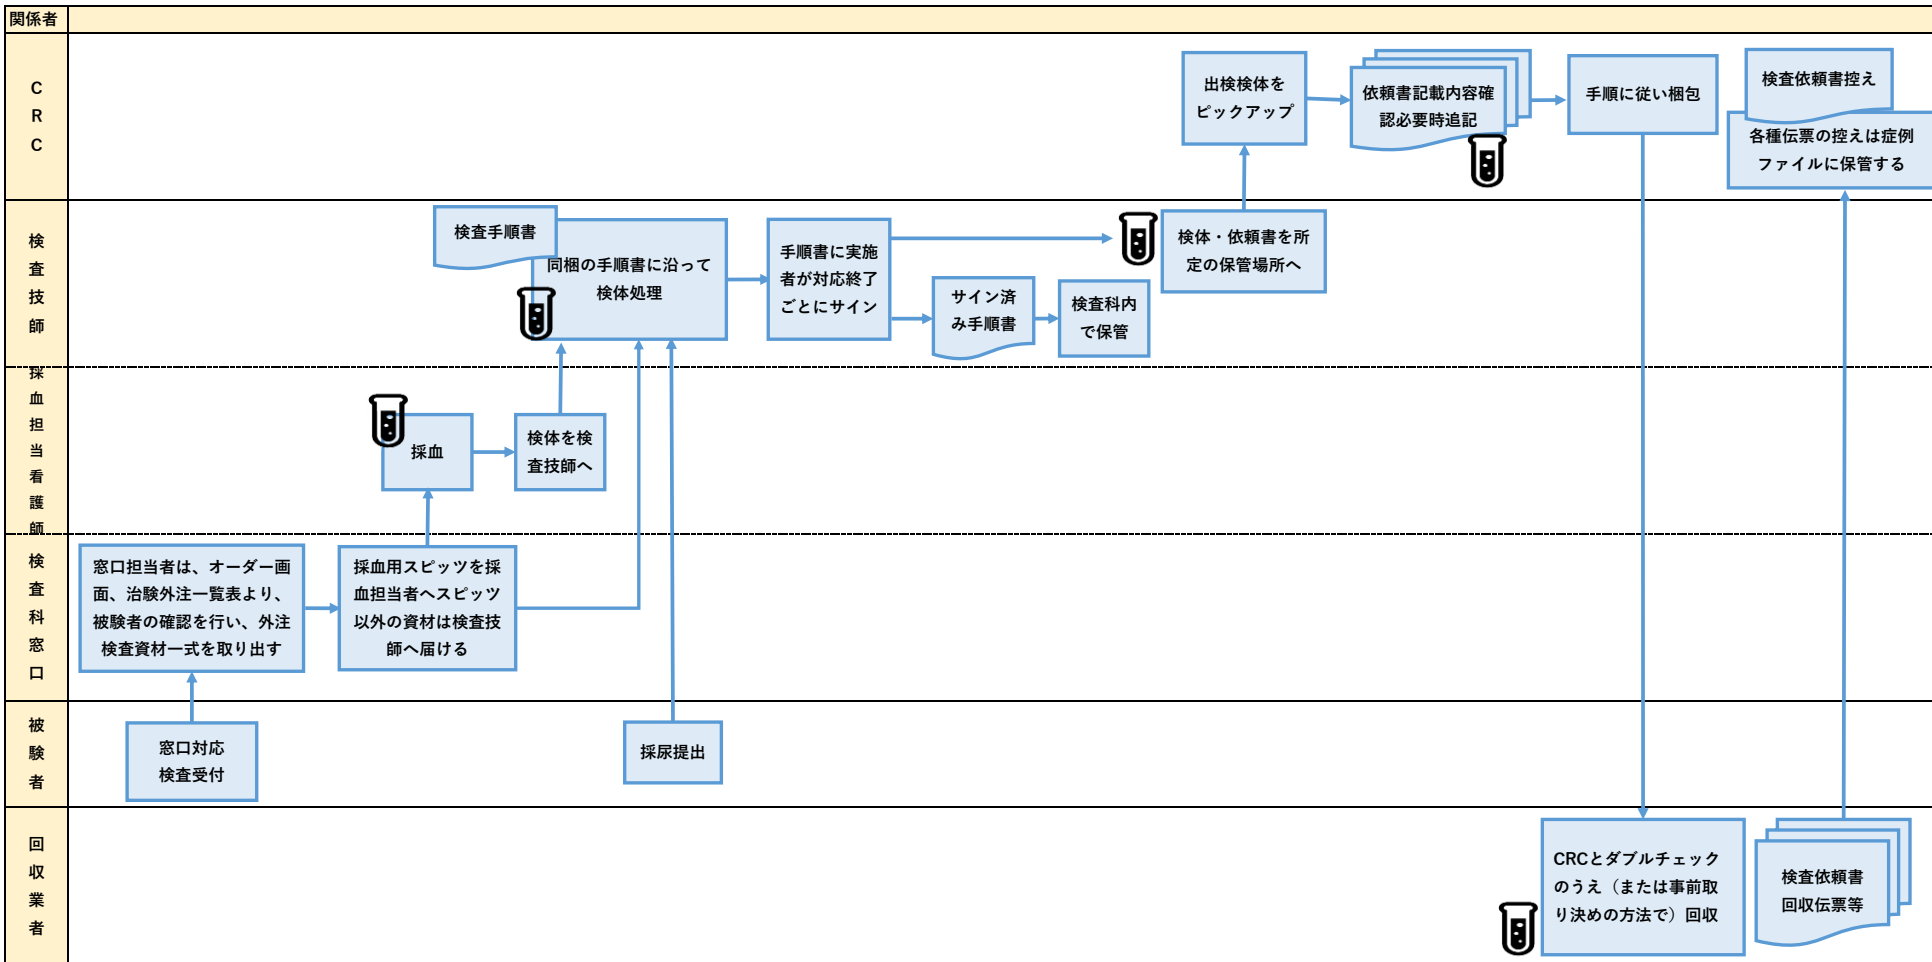 関係者
CRC
出検検体を
ピックアップ
依頼書記載内容確
認必要時追記
手順に従い梱包
検査依頼書控え
各種伝票の控えは症例
ファイルに保管する
検査技師
検査手順書
同梱の手順書に沿って
検体処理
手順書に実施
者が対応終了
ごとにサイン
サイン済
み手順書
検査科内
で保管
検体・依頼書を所
定の保管場所へ
採血担当看護師
採血
検体を検
査技師へ
検査科窓口
窓口担当者は、オーダー画
面、治験外注一覧表より、
被験者の確認を行い、外注
検査資材一式を取り出す
採血用スピッツを採
血担当者へスピッツ
以外の資材は検査技
師へ届ける
被験者
窓口対応
検査受付
採尿提出
回収業者
CRCとダブルチェック
のうえ（または事前取
り決めの方法で）回収
検査依頼書
回収伝票等